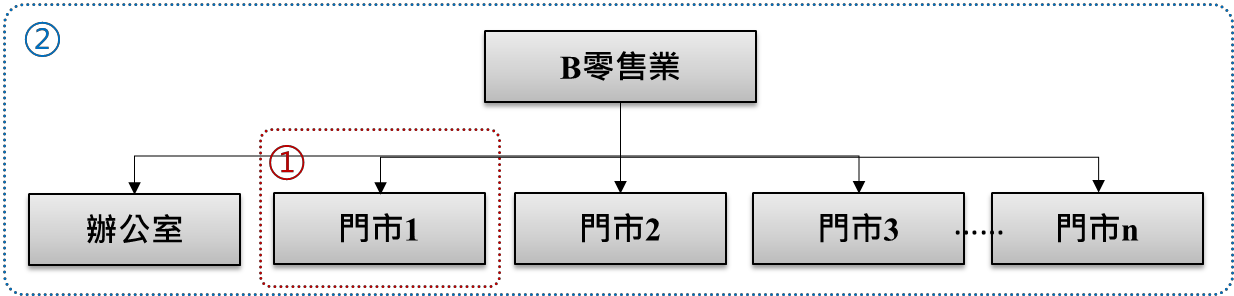 ②
B零售業
①
辦公室
門市1
門市2
門市3
......
門市n